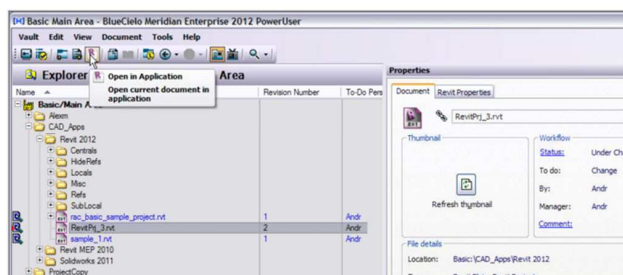 Basic Main Area - BlueCielo Meridian Enterprise 2012 PowerUser
Vault Edit View Document Tools Help
Explorer Area
Open in Application
Open current document in application
Properties
Name Revision Number To-Do Pers
Document Revit Properties
Basic/Main
Alexm
CAD_Apps
Revit 2012
Centrals
HideRefs
Locals
Misc
Refs
SubLocal
rac_basic_sample_project.rvt 1 Andr
RevitPrj_3.rvt 2 Andr
sample_1.rvt 1 Andr
Revit MEP 2010
Solidworks 2011
ProjectCopy
RevitPrj_3.rvt
Thumbnail
Refresh thumbnail
Workflow
Status: Under Ch
To do: Change
By: Andr
Manager: Andr
Comment:
File details
Location: Basic:\CAD_Apps\Revit 2012